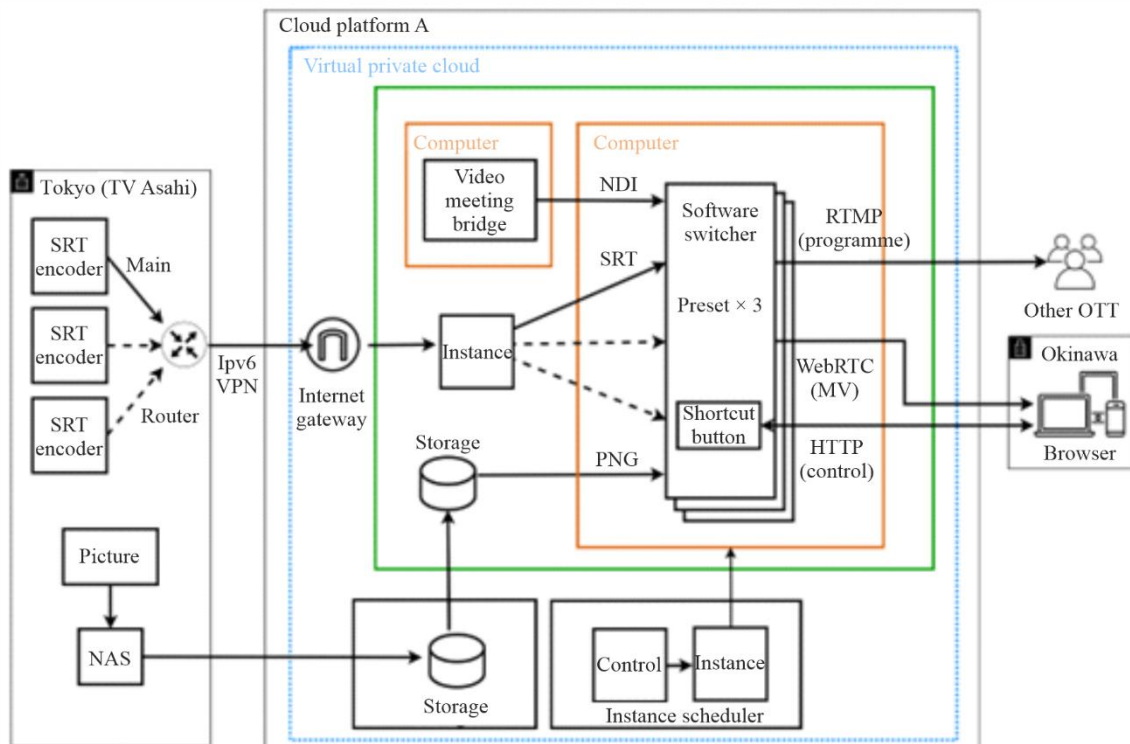 Cloud platform A
Virtual private cloud
Computer
Video
meeting
bridge
Computer
NDI
Software
switcher
SRT
Preset × 3
RTMP
(programme)
Other OTT
Tokyo (TV Asahi)
SRT
encoder
Main
SRT
encoder
SRT
encoder
Router
Ipv6
VPN
Internet
gateway
Instance
WebRTC
(MV)
Okinawa
Browser
Shortcut
button
HTTP
(control)
Storage
PNG
Picture
NAS
Storage
Control
Instance
Instance scheduler